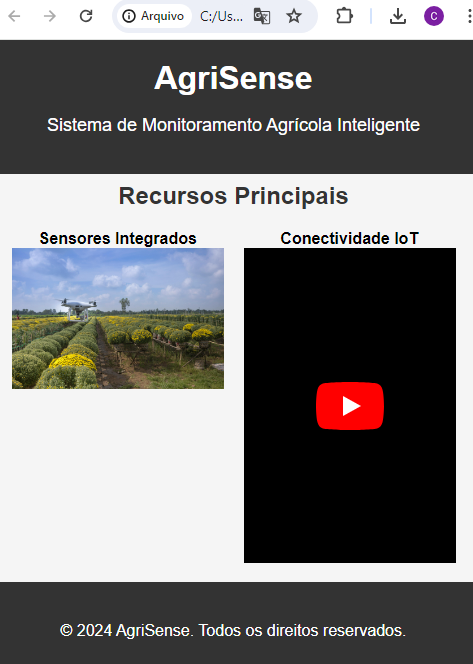 Arquivo C:/Us...
C
AgriSense
Sistema de Monitoramento Agrícola Inteligente
Recursos Principais
Sensores Integrados
Conectividade IoT
© 2024 AgriSense. Todos os direitos reservados.